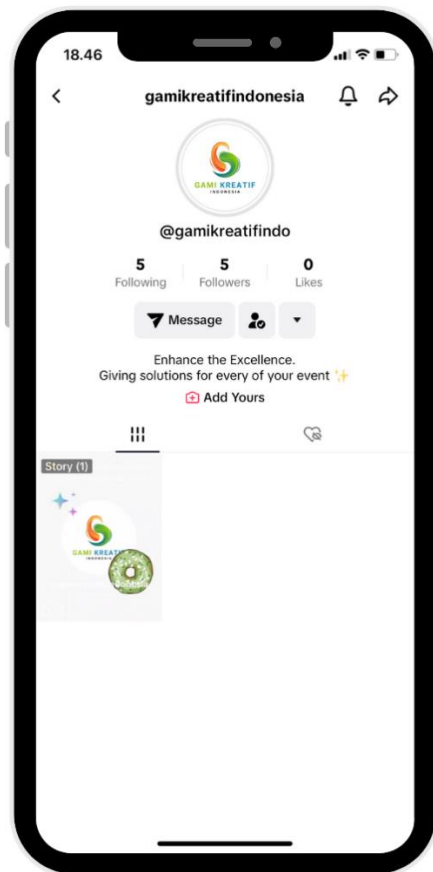 18.46
gamikreatifindonesia
GAMI KREATIF
INDONESIA
@gamikreatifindo
5 5 0
Following Followers Likes
Message
Enhance the Excellence.
Giving solutions for every of your event ✨
Add Yours
Story (1)
GAMI KREATIF
INDONESIA